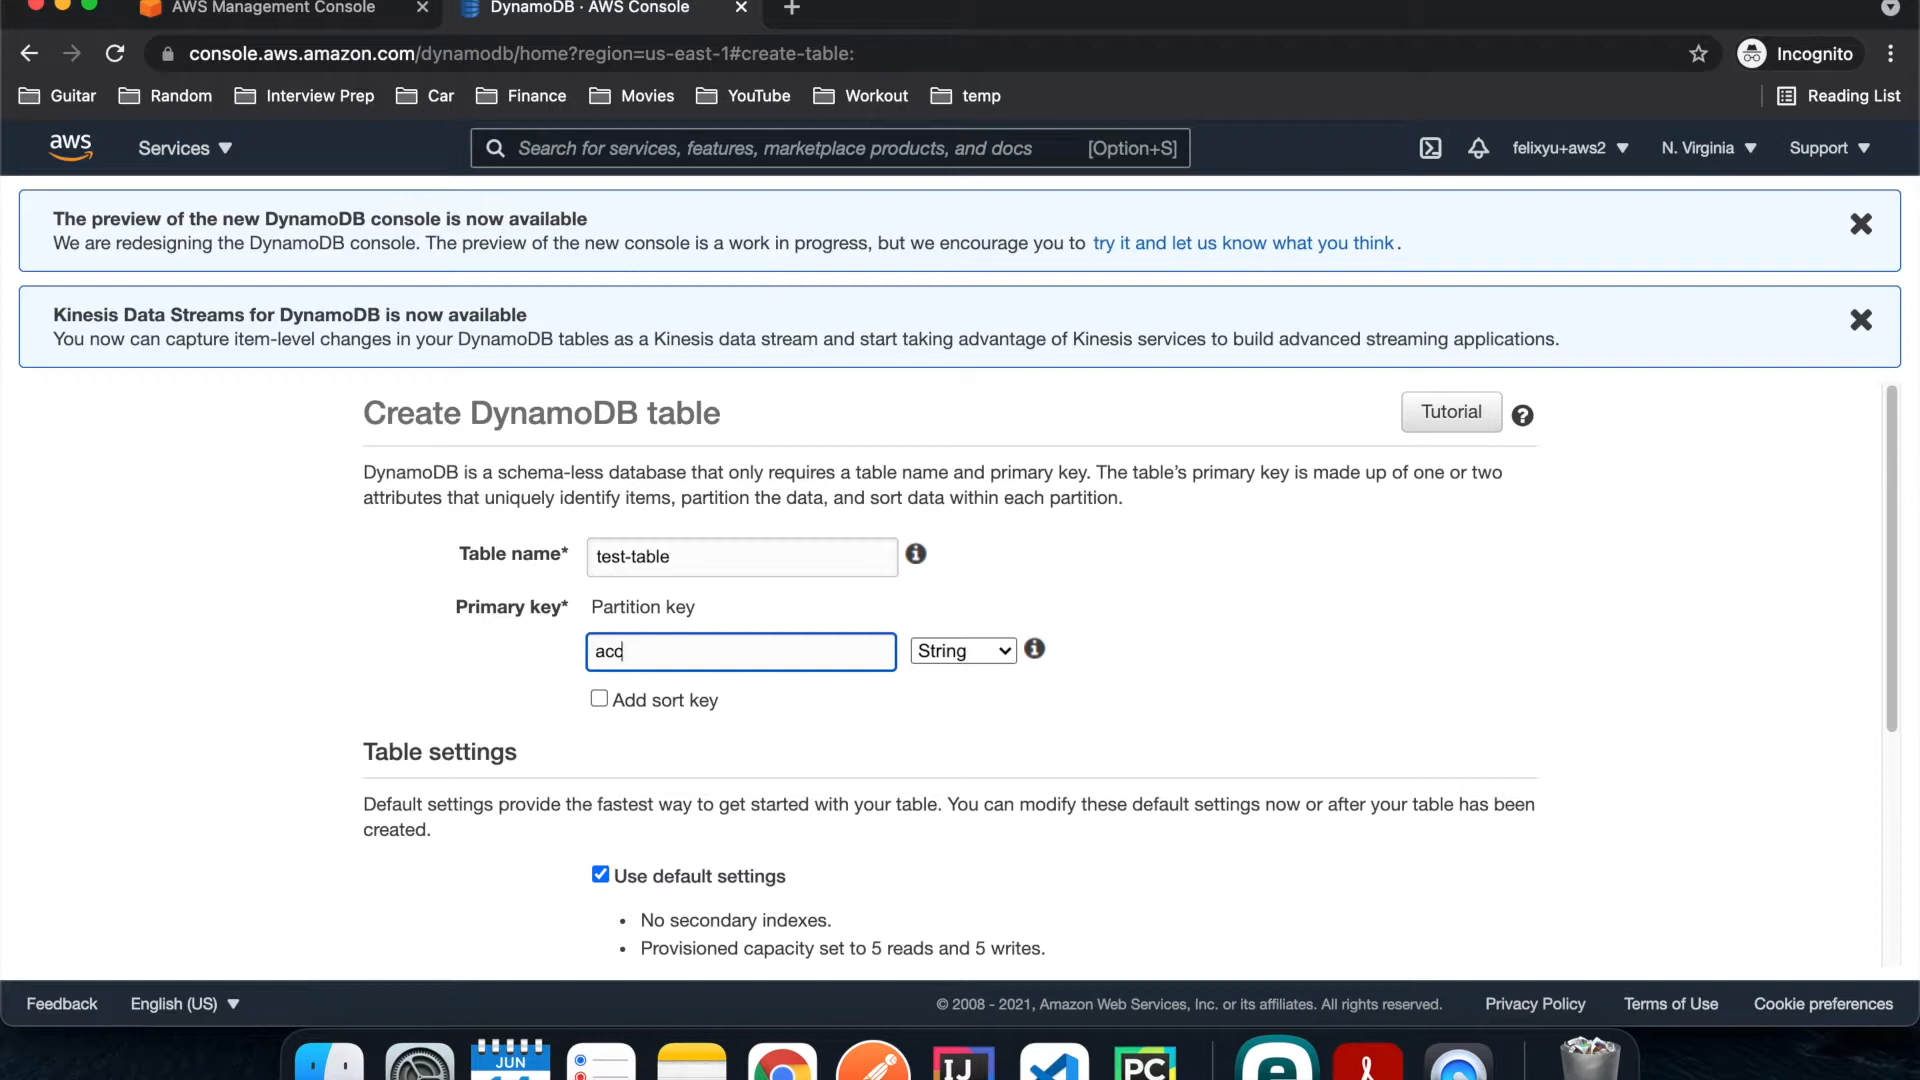 AWS Management Console
DynamoDB · AWS Console
console.aws.amazon.com/dynamodb/home?region=us-east-1#create-table:
Incognito
Guitar Random Interview Prep Car Finance Movies YouTube Workout temp Reading List
aws Services Search for services, features, marketplace products, and docs [Option+S] felixyu+aws2 N. Virginia Support
The preview of the new DynamoDB console is now available
We are redesigning the DynamoDB console. The preview of the new console is a work in progress, but we encourage you to try it and let us know what you think.
Kinesis Data Streams for DynamoDB is now available
You now can capture item-level changes in your DynamoDB tables as a Kinesis data stream and start taking advantage of Kinesis services to build advanced streaming applications.
Create DynamoDB table
Tutorial
DynamoDB is a schema-less database that only requires a table name and primary key. The table's primary key is made up of one or two
attributes that uniquely identify items, partition the data, and sort data within each partition.
Table name* test-table
Primary key* Partition key
acc String
Add sort key
Table settings
Default settings provide the fastest way to get started with your table. You can modify these default settings now or after your table has been
created.
Use default settings
• No secondary indexes.
• Provisioned capacity set to 5 reads and 5 writes.
Feedback English (US) © 2008 - 2021, Amazon Web Services, Inc. or its affiliates. All rights reserved. Privacy Policy Terms of Use Cookie preferences
JUN
IJ
PC